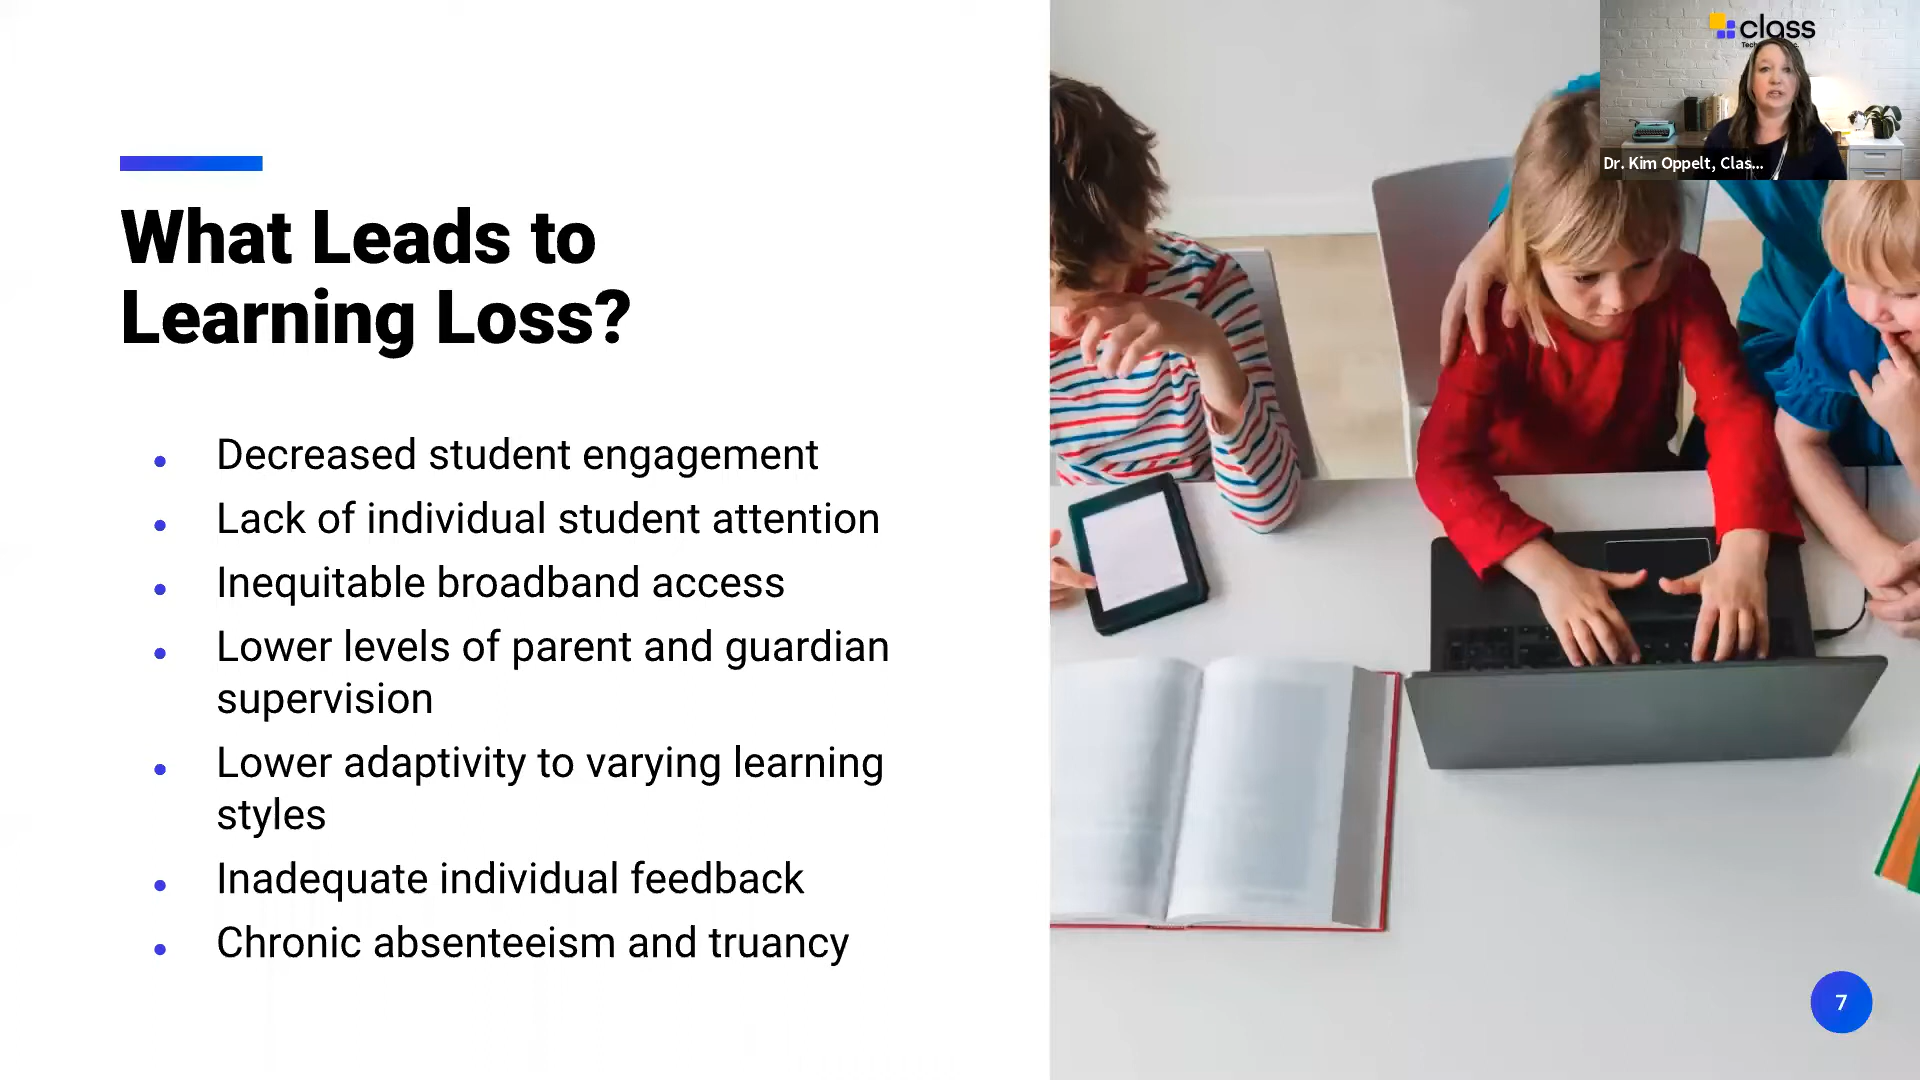 class
Dr. Kim Oppelt, Clas...
What Leads to
Learning Loss?
Decreased student engagement
Lack of individual student attention
Inequitable broadband access
Lower levels of parent and guardian
supervision
Lower adaptivity to varying learning
styles
Inadequate individual feedback
Chronic absenteeism and truancy
7